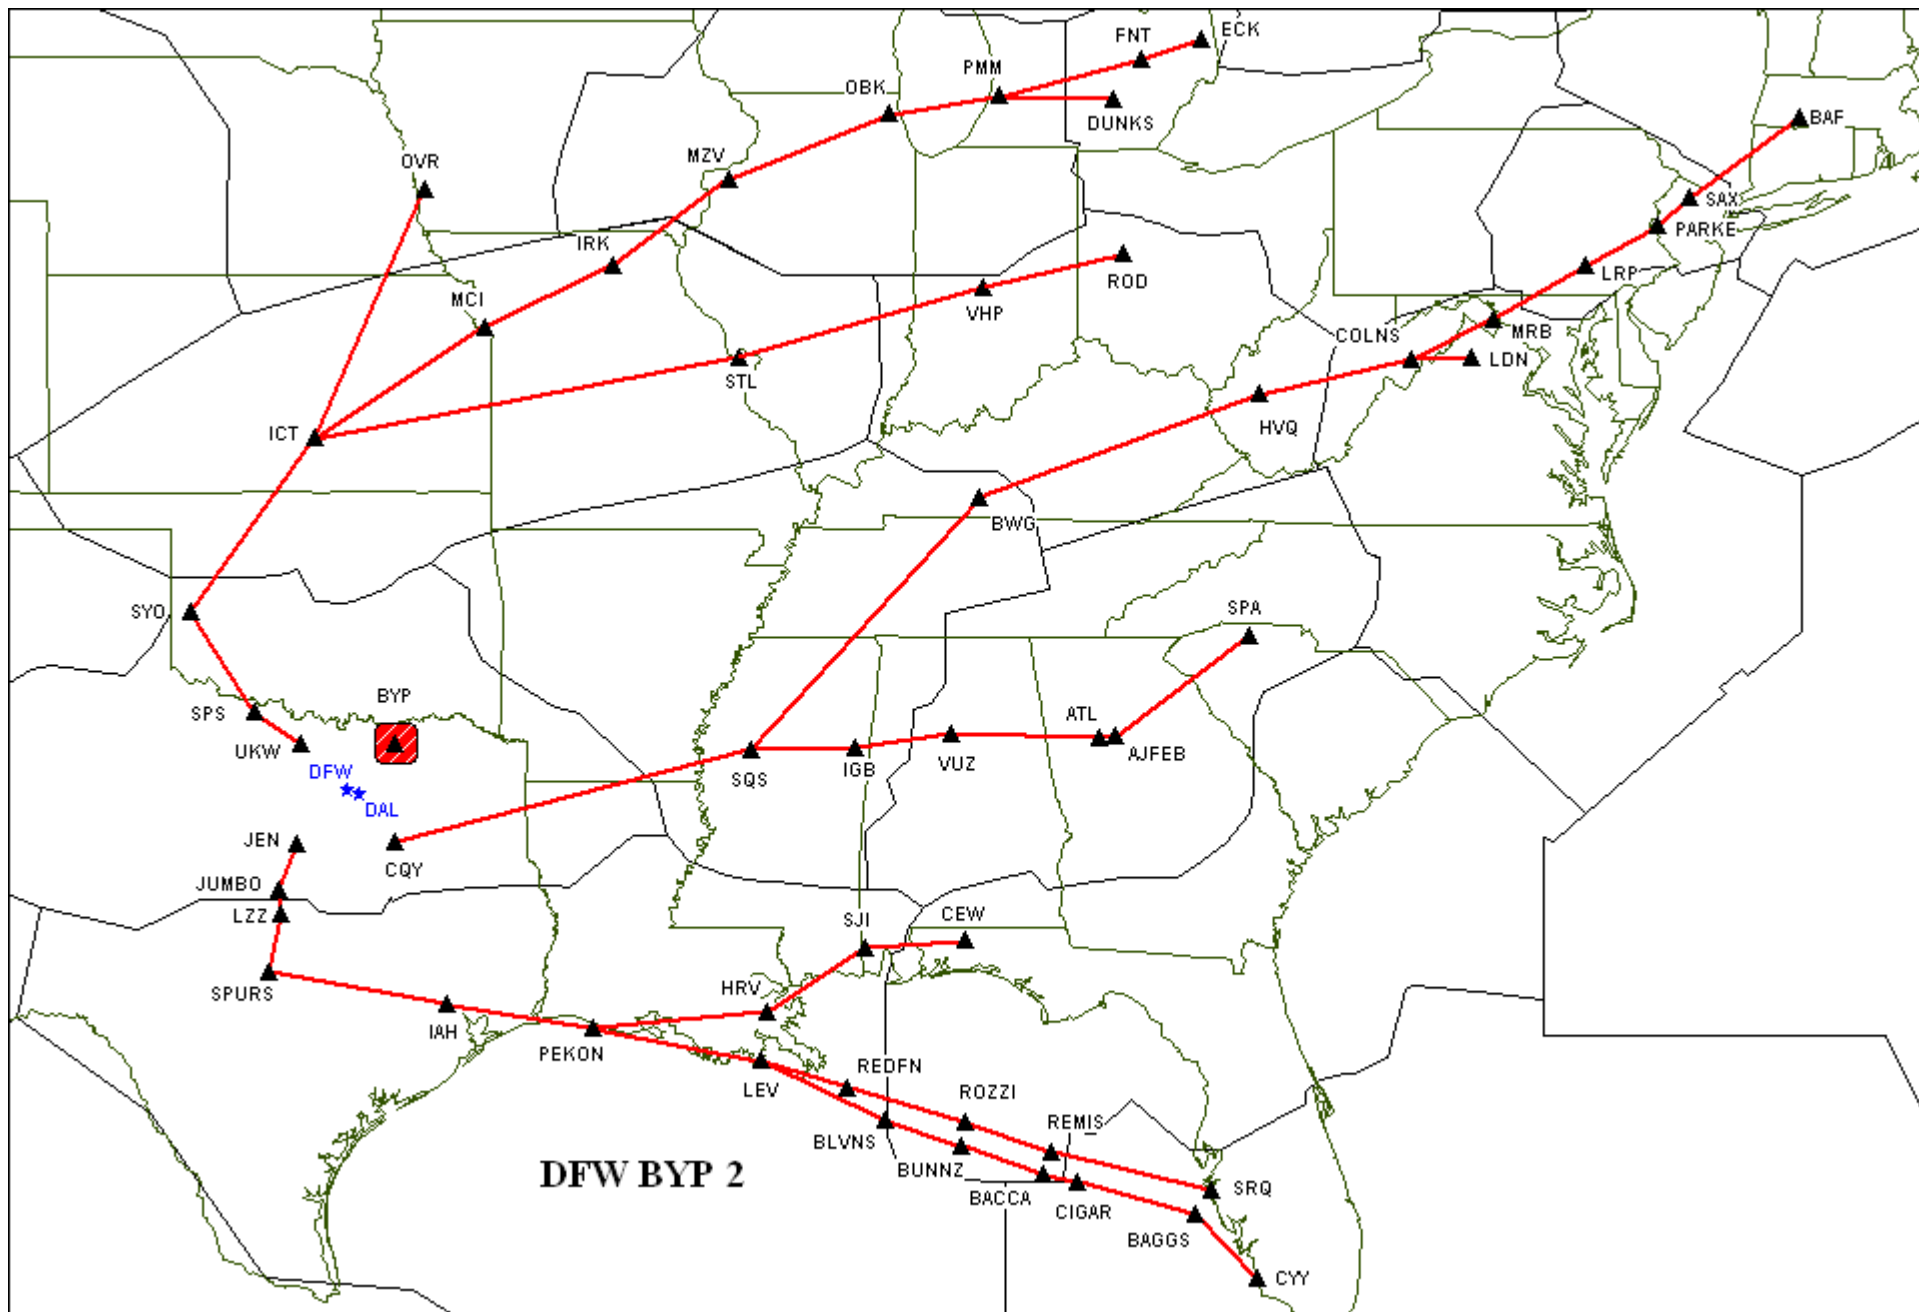 ECK
FNT
PMM
OBK
DUNKS
BAF
MZV
OVR
SAX
PARKE
IRK
ROD
LRP
MCI
VHP
COLNS
MRB
LDN
STL
ICT
HVQ
BWG
SYO
SPA
BYP
SPS
ATL
UKW
AJFEB
IGB
VUZ
SQS
DFW
DAL
JEN
CQY
JUMBO
LZZ
SJI
CEW
SPURS
HRV
IAH
PEKON
REDFN
LEV
ROZZI
REMIS
BLVNS
BUNNZ
DFW BYP 2
SRQ
BACCA
CIGAR
BAGGS
CYY